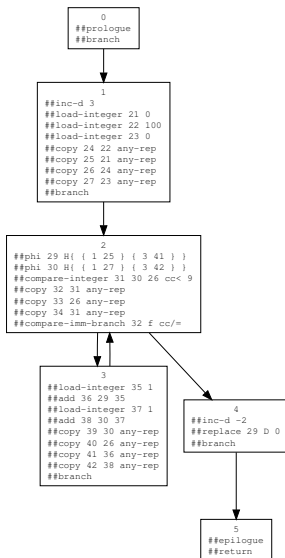 0
##prologue
##branch
1
##inc-d 3
##load-integer 21 0
##load-integer 22 100
##load-integer 23 0
##copy 24 22 any-rep
##copy 25 21 any-rep
##copy 26 24 any-rep
##copy 27 23 any-rep
##branch
2
##phi 29 H{ { 1 25 } { 3 41 } }
##phi 30 H{ { 1 27 } { 3 42 } }
##compare-integer 31 30 26 cc< 9
##copy 32 31 any-rep
##copy 33 26 any-rep
##copy 34 31 any-rep
##compare-imm-branch 32 f cc/=
3
##load-integer 35 1
##add 36 29 35
##load-integer 37 1
##add 38 30 37
##copy 39 30 any-rep
##copy 40 26 any-rep
##copy 41 36 any-rep
##copy 42 38 any-rep
##branch
4
##inc-d -2
##replace 29 D 0
##branch
5
##epilogue
##return